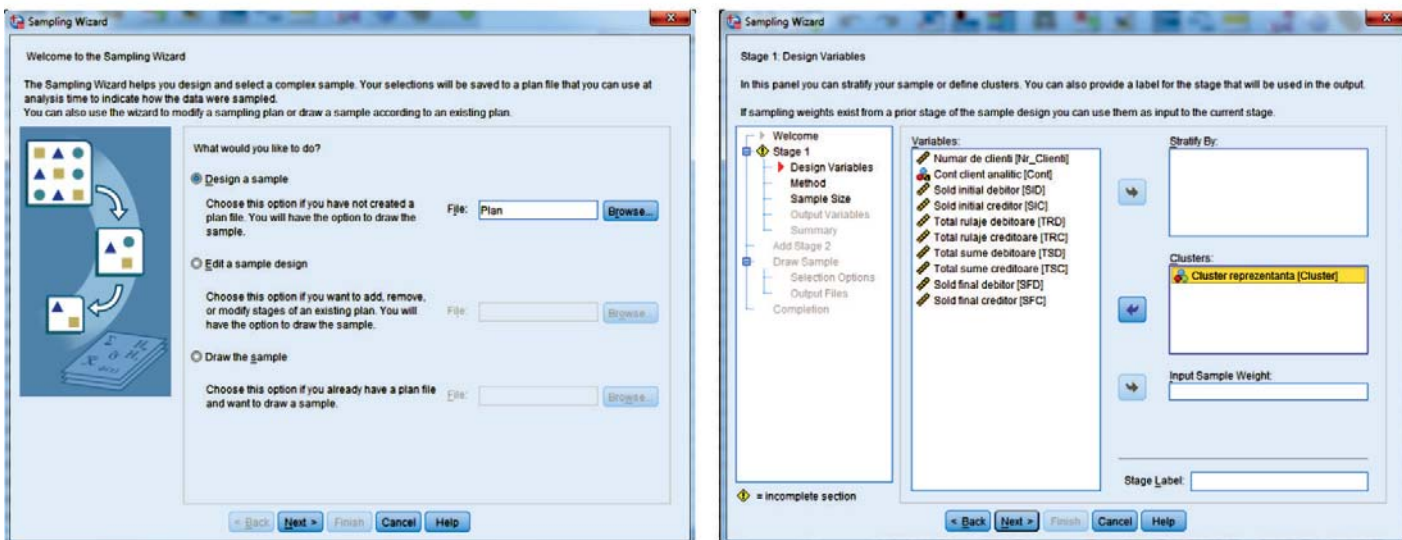 Sampling Wizard
Welcome to the Sampling Wizard
The Sampling Wizard helps you design and select a complex sample. Your selections will be saved to a plan file that you can use at
analysis time to indicate how the data were sampled.
You can also use the wizard to modify a sampling plan or draw a sample according to an existing plan.
What would you like to do?
Design a sample
Choose this option if you have not created a
plan file. You will have the option to draw the
sample.
File: Plan Browse...
Edit a sample design
Choose this option if you want to add, remove,
or modify stages of an existing plan. You will
have the option to draw the sample.
File: Browse...
Draw the sample
Choose this option if you already have a plan file
and want to draw a sample.
File: Browse...
< Back Next > Finish Cancel Help
Sampling Wizard
Stage 1: Design Variables
In this panel you can stratify your sample or define clusters. You can also provide a label for the stage that will be used in the output.
If sampling weights exist from a prior stage of the sample design you can use them as input to the current stage.
Welcome
Stage 1
Design Variables
Method
Sample Size
Output Variables
Summary
Add Stage 2
Draw Sample
Selection Options
Output Files
Completion
= incomplete section
Variables:
Numar de clienti [Nr_Clienti]
Cont client analitic [Cont]
Sold initial debitor [SID]
Sold initial creditor [SIC]
Total rulaje debitoare [TRD]
Total rulaje creditoare [TRC]
Total sume debitoare [TSD]
Total sume creditoare [TSC]
Sold final debitor [SFD]
Sold final creditor [SFC]
Stratify By:
Clusters:
Cluster reprezentanta [Cluster]
Input Sample Weight:
Stage Label:
< Back Next > Finish Cancel Help